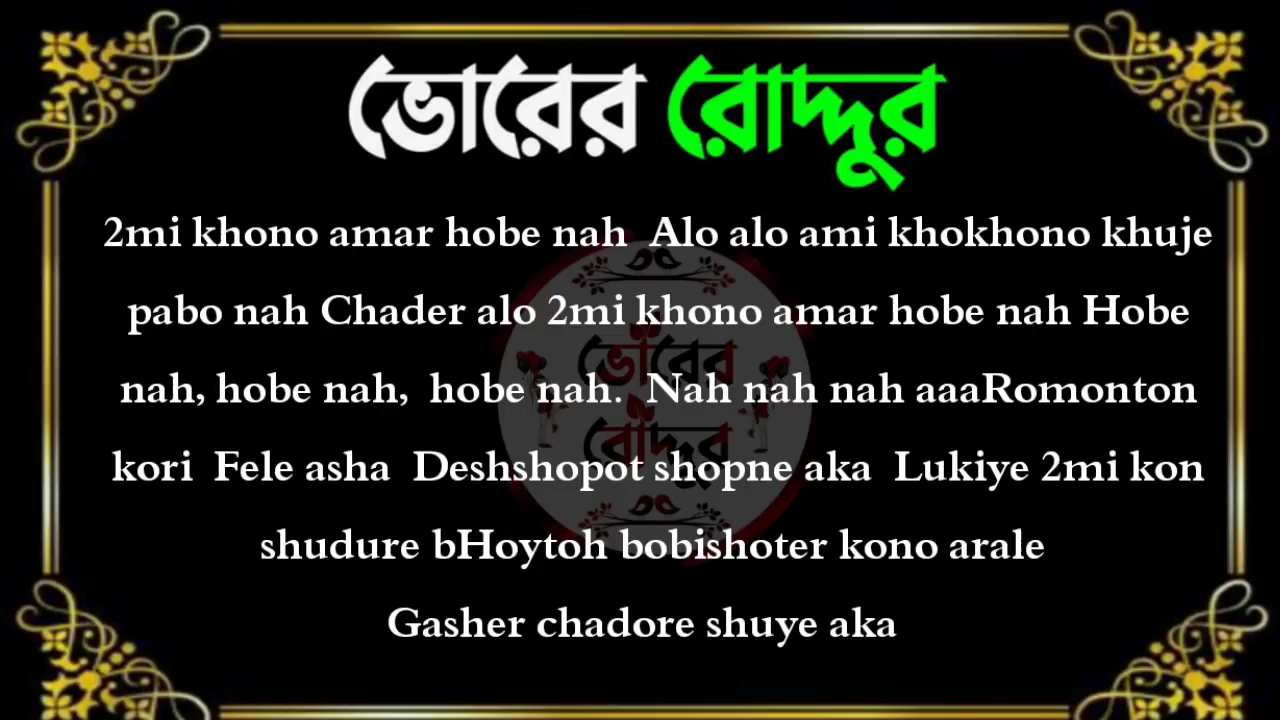 ভোরের রোদ্দুর
2mi khono amar hobe nah Alo alo ami khokhono khuje
pabo nah Chader alo 2mi khono amar hobe nah Hobe
nah, hobe nah, hobe nah. Nah nah nah aaaRomonton
kori Fele asha Deshshopot shopne aka Lukiye 2mi kon
shudure bHoytoh bobishoter kono arale
Gasher chadore shuye aka
ভোরের
রোদ্দুর